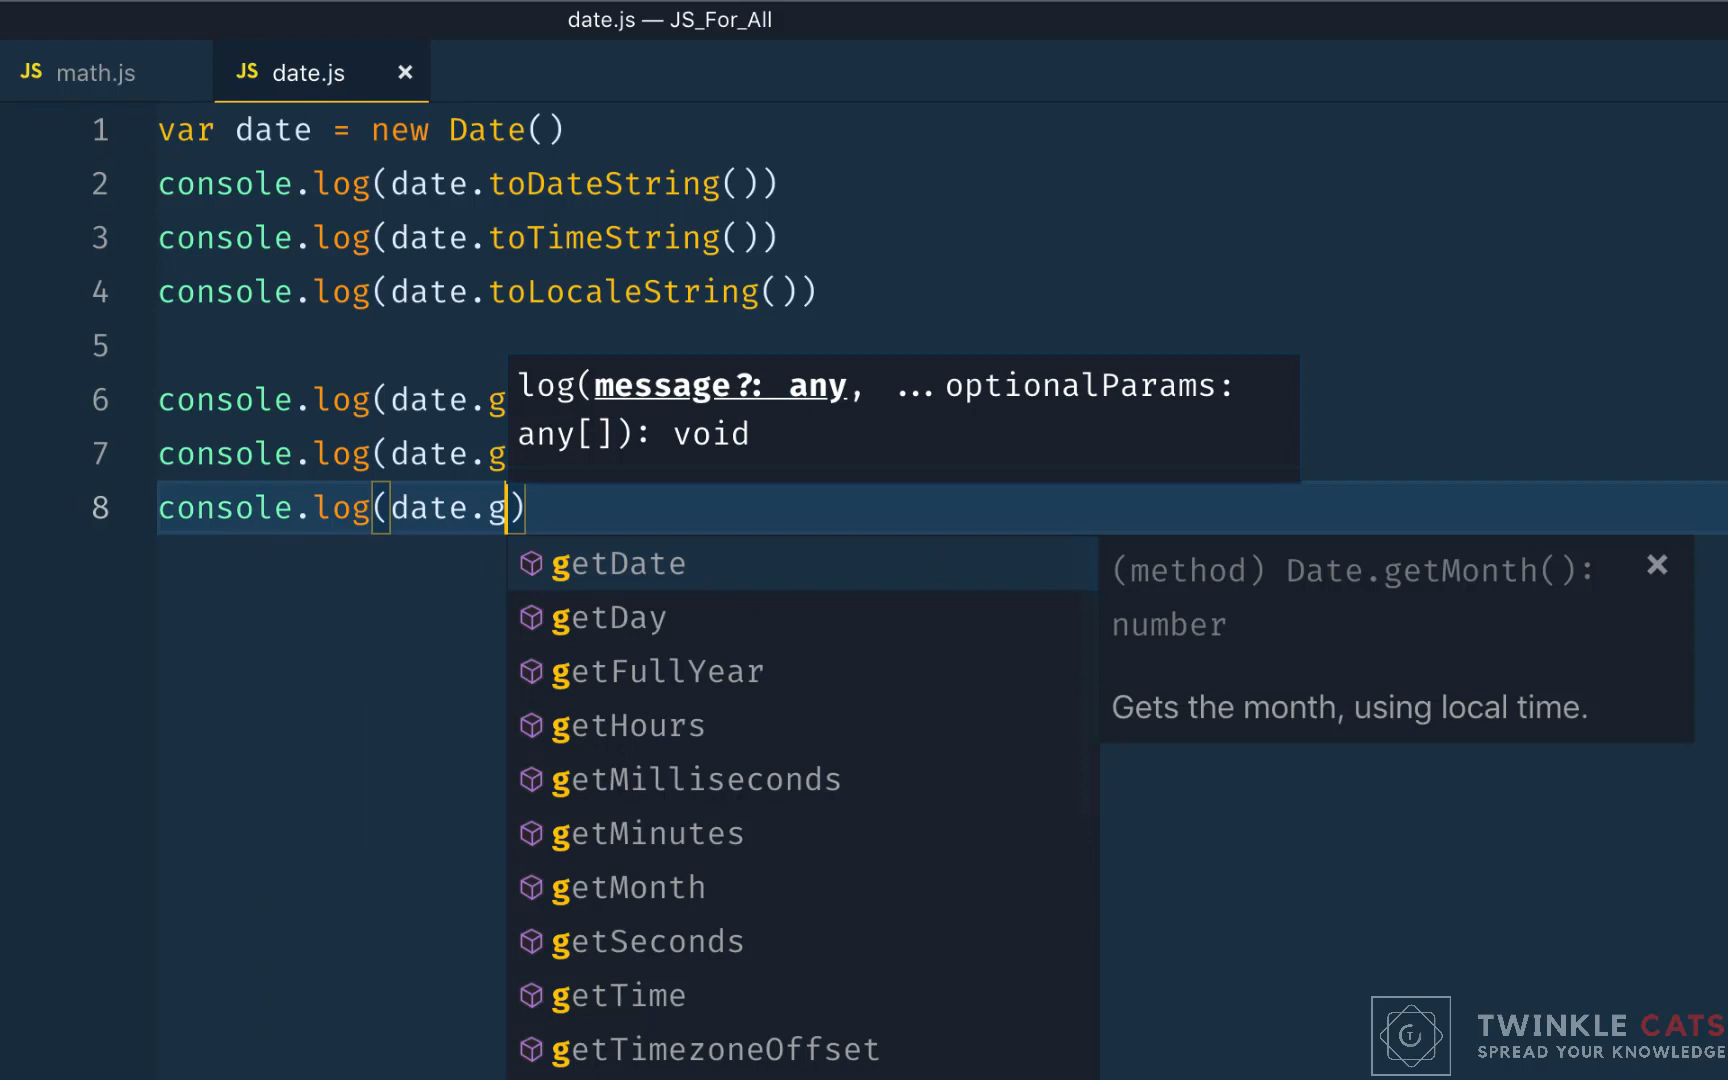 date.js — JS_For_All
JS math.js
JS date.js ×
1 var date = new Date()
2 console.log(date.toDateString())
3 console.log(date.toTimeString())
4 console.log(date.toLocaleString())
5
6 console.log(date.g
7 console.log(date.g
log(message?: any, ...optionalParams:
any[]): void
8 console.log(date.g)
getDate
getDay
getFullYear
getHours
getMilliseconds
getMinutes
getMonth
getSeconds
getTime
getTimezoneOffset
(method) Date.getMonth(): ×
number
Gets the month, using local time.
TWINKLE CATS
SPREAD YOUR KNOWLEDGE